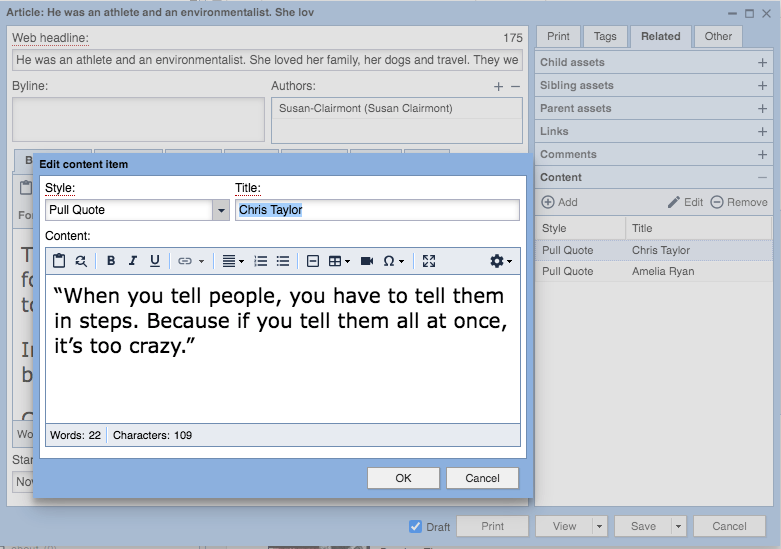 Article: He was an athlete and an environmentalist. She lov
Web headline: 175
He was an athlete and an environmentalist. She loved her family, her dogs and travel. They we
Byline:
Authors:
Susan-Clairmont (Susan Clairmont)
Print Tags Related Other
Child assets
Sibling assets
Parent assets
Links
Comments
Content
Add Edit Remove
Style Title
Pull Quote Chris Taylor
Pull Quote Amelia Ryan
Edit content item
Style: Title:
Pull Quote Chris Taylor
Content:
B I U
“When you tell people, you have to tell them
in steps. Because if you tell them all at once,
it’s too crazy.”
Words: 22 Characters: 109
OK Cancel
Draft Print View Save Cancel